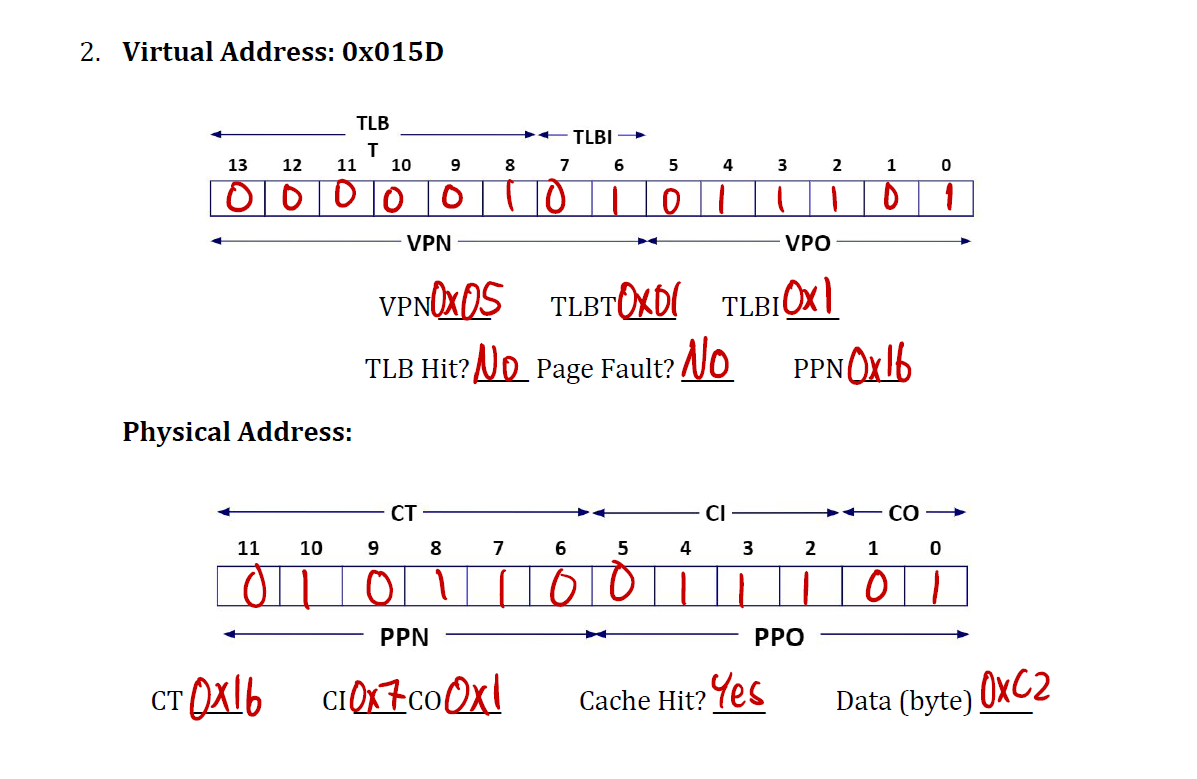 2. Virtual Address: 0x015D
TLB
T
TLBI
13 12 11 10 9 8 7 6 5 4 3 2 1 0
0 0 0 0 0 1 0 1 0 1 1 1 0 1
VPN VPO
VPN 0x05 TLBT 0x01 TLBI 0x1
TLB Hit? No Page Fault? No PPN 0x16
Physical Address:
CT CI CO
11 10 9 8 7 6 5 4 3 2 1 0
0 1 0 1 1 0 0 1 1 1 0 1
PPN PPO
CT 0x16 CI 0x7 CO 0x1 Cache Hit? Yes Data (byte) 0xC2